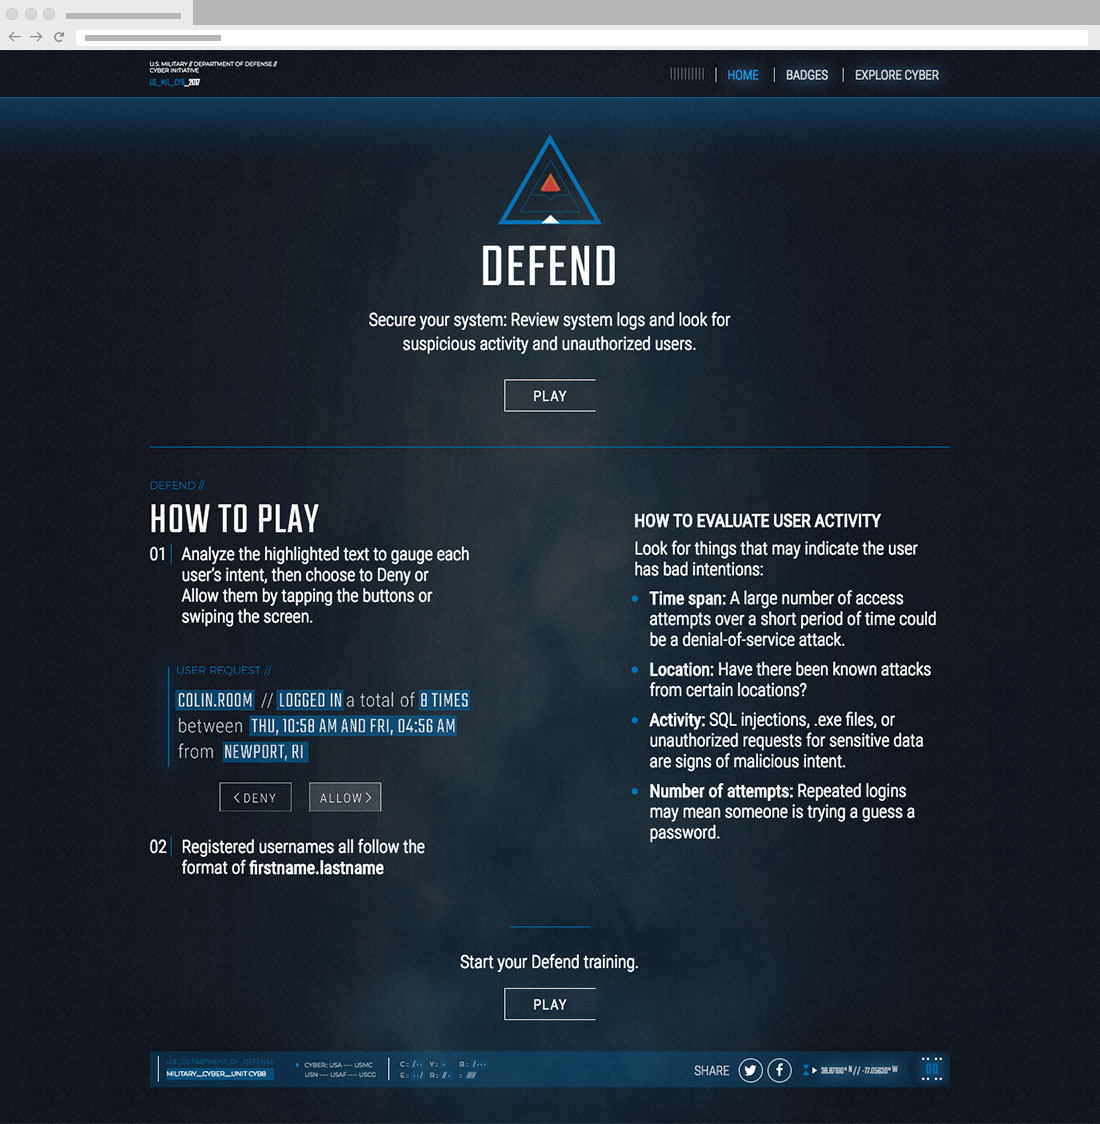 U.S. MILITARY // DEPARTMENT OF DEFENSE //
CYBER INITIATIVE
US_MIL_CYB_2017
HOME
BADGES
EXPLORE CYBER
DEFEND
Secure your system: Review system logs and look for
suspicious activity and unauthorized users.
PLAY
DEFEND //
HOW TO PLAY
01 Analyze the highlighted text to gauge each
user's intent, then choose to Deny or
Allow them by tapping the buttons or
swiping the screen.
USER REQUEST //
COLIN.ROOM // LOGGED IN a total of 8 TIMES
between THU, 10:58 AM AND FRI, 04:56 AM
from NEWPORT, RI
< DENY
ALLOW >
02 Registered usernames all follow the
format of firstname.lastname
HOW TO EVALUATE USER ACTIVITY
Look for things that may indicate the user
has bad intentions:
• Time span: A large number of access
attempts over a short period of time could
be a denial-of-service attack.
• Location: Have there been known attacks
from certain locations?
• Activity: SQL injections, .exe files, or
unauthorized requests for sensitive data
are signs of malicious intent.
• Number of attempts: Repeated logins
may mean someone is trying a guess a
password.
Start your Defend training.
PLAY
U.S._DEPARTMENT_OF_DEFENSE
MILITARY__CYBER__UNIT CYBB
CYBER: USA ---- USMC
USN ---- USAF ---- USCG
SHARE
00